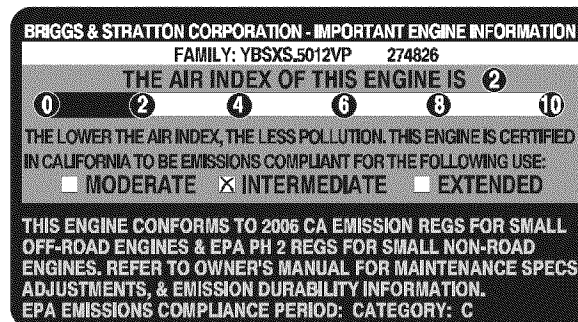 BRIGGS & STRATTON CORPORATION - IMPORTANT ENGINE INFORMATION
FAMILY: YBSXS.5012VP 274826
THE AIR INDEX OF THIS ENGINE IS 2
0 2 4 6 8 10
THE LOWER THE AIR INDEX, THE LESS POLLUTION. THIS ENGINE IS CERTIFIED
IN CALIFORNIA TO BE EMISSIONS COMPLIANT FOR THE FOLLOWING USE:
MODERATE INTERMEDIATE EXTENDED
THIS ENGINE CONFORMS TO 2006 CA EMISSION REGS FOR SMALL
OFF-ROAD ENGINES & EPA PH 2 REGS FOR SMALL NON-ROAD
ENGINES. REFER TO OWNER'S MANUAL FOR MAINTENANCE SPECS
ADJUSTMENTS, & EMISSION DURABILITY INFORMATION.
EPA EMISSIONS COMPLIANCE PERIOD: CATEGORY: C